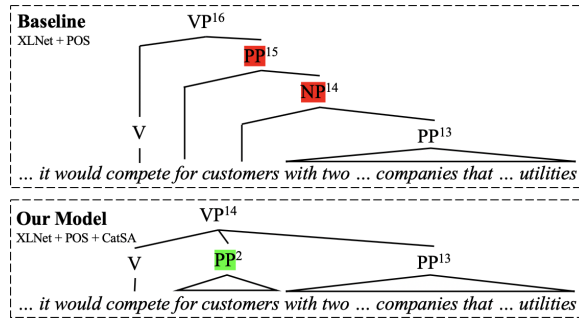 Baseline
XLNet + POS
VP16
PP15
NP14
V
PP13
... it would compete for customers with two ... companies that ... utilities
Our Model
XLNet + POS + CatSA
VP14
V
PP2
PP13
... it would compete for customers with two ... companies that ... utilities